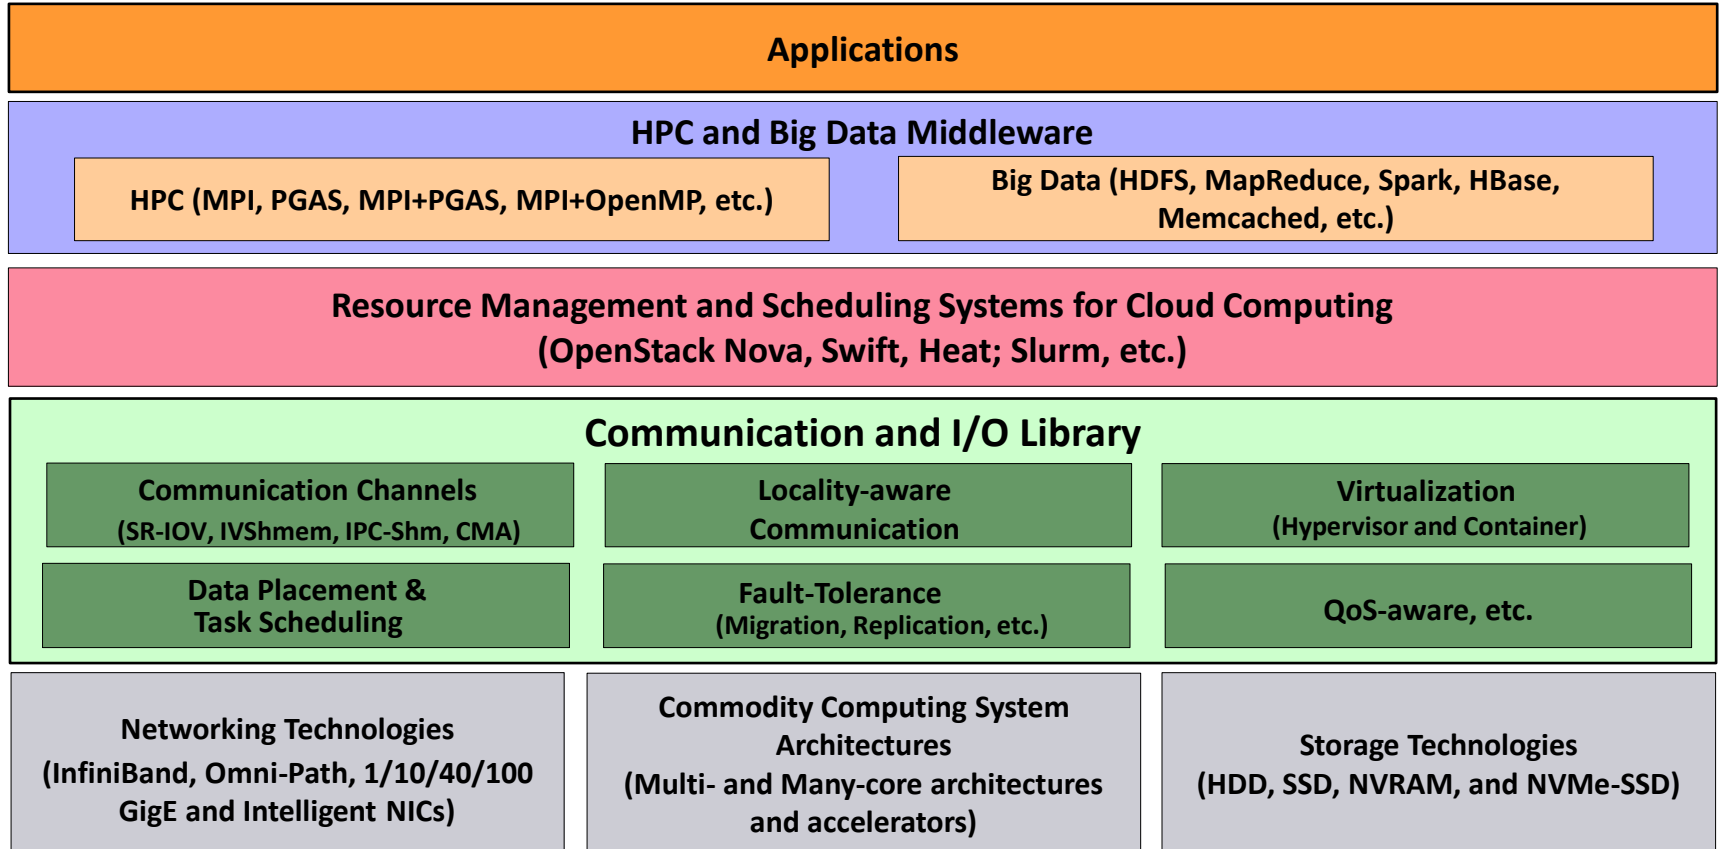 Applications
HPC and Big Data Middleware
HPC (MPI, PGAS, MPI+PGAS, MPI+OpenMP, etc.)
Big Data (HDFS, MapReduce, Spark, HBase,
Memcached, etc.)
Resource Management and Scheduling Systems for Cloud Computing
(OpenStack Nova, Swift, Heat; Slurm, etc.)
Communication and I/O Library
Communication Channels
(SR-IOV, IVShmem, IPC-Shm, CMA)
Locality-aware
Communication
Virtualization
(Hypervisor and Container)
Data Placement &
Task Scheduling
Fault-Tolerance
(Migration, Replication, etc.)
QoS-aware, etc.
Networking Technologies
(InfiniBand, Omni-Path, 1/10/40/100
GigE and Intelligent NICs)
Commodity Computing System
Architectures
(Multi- and Many-core architectures
and accelerators)
Storage Technologies
(HDD, SSD, NVRAM, and NVMe-SSD)